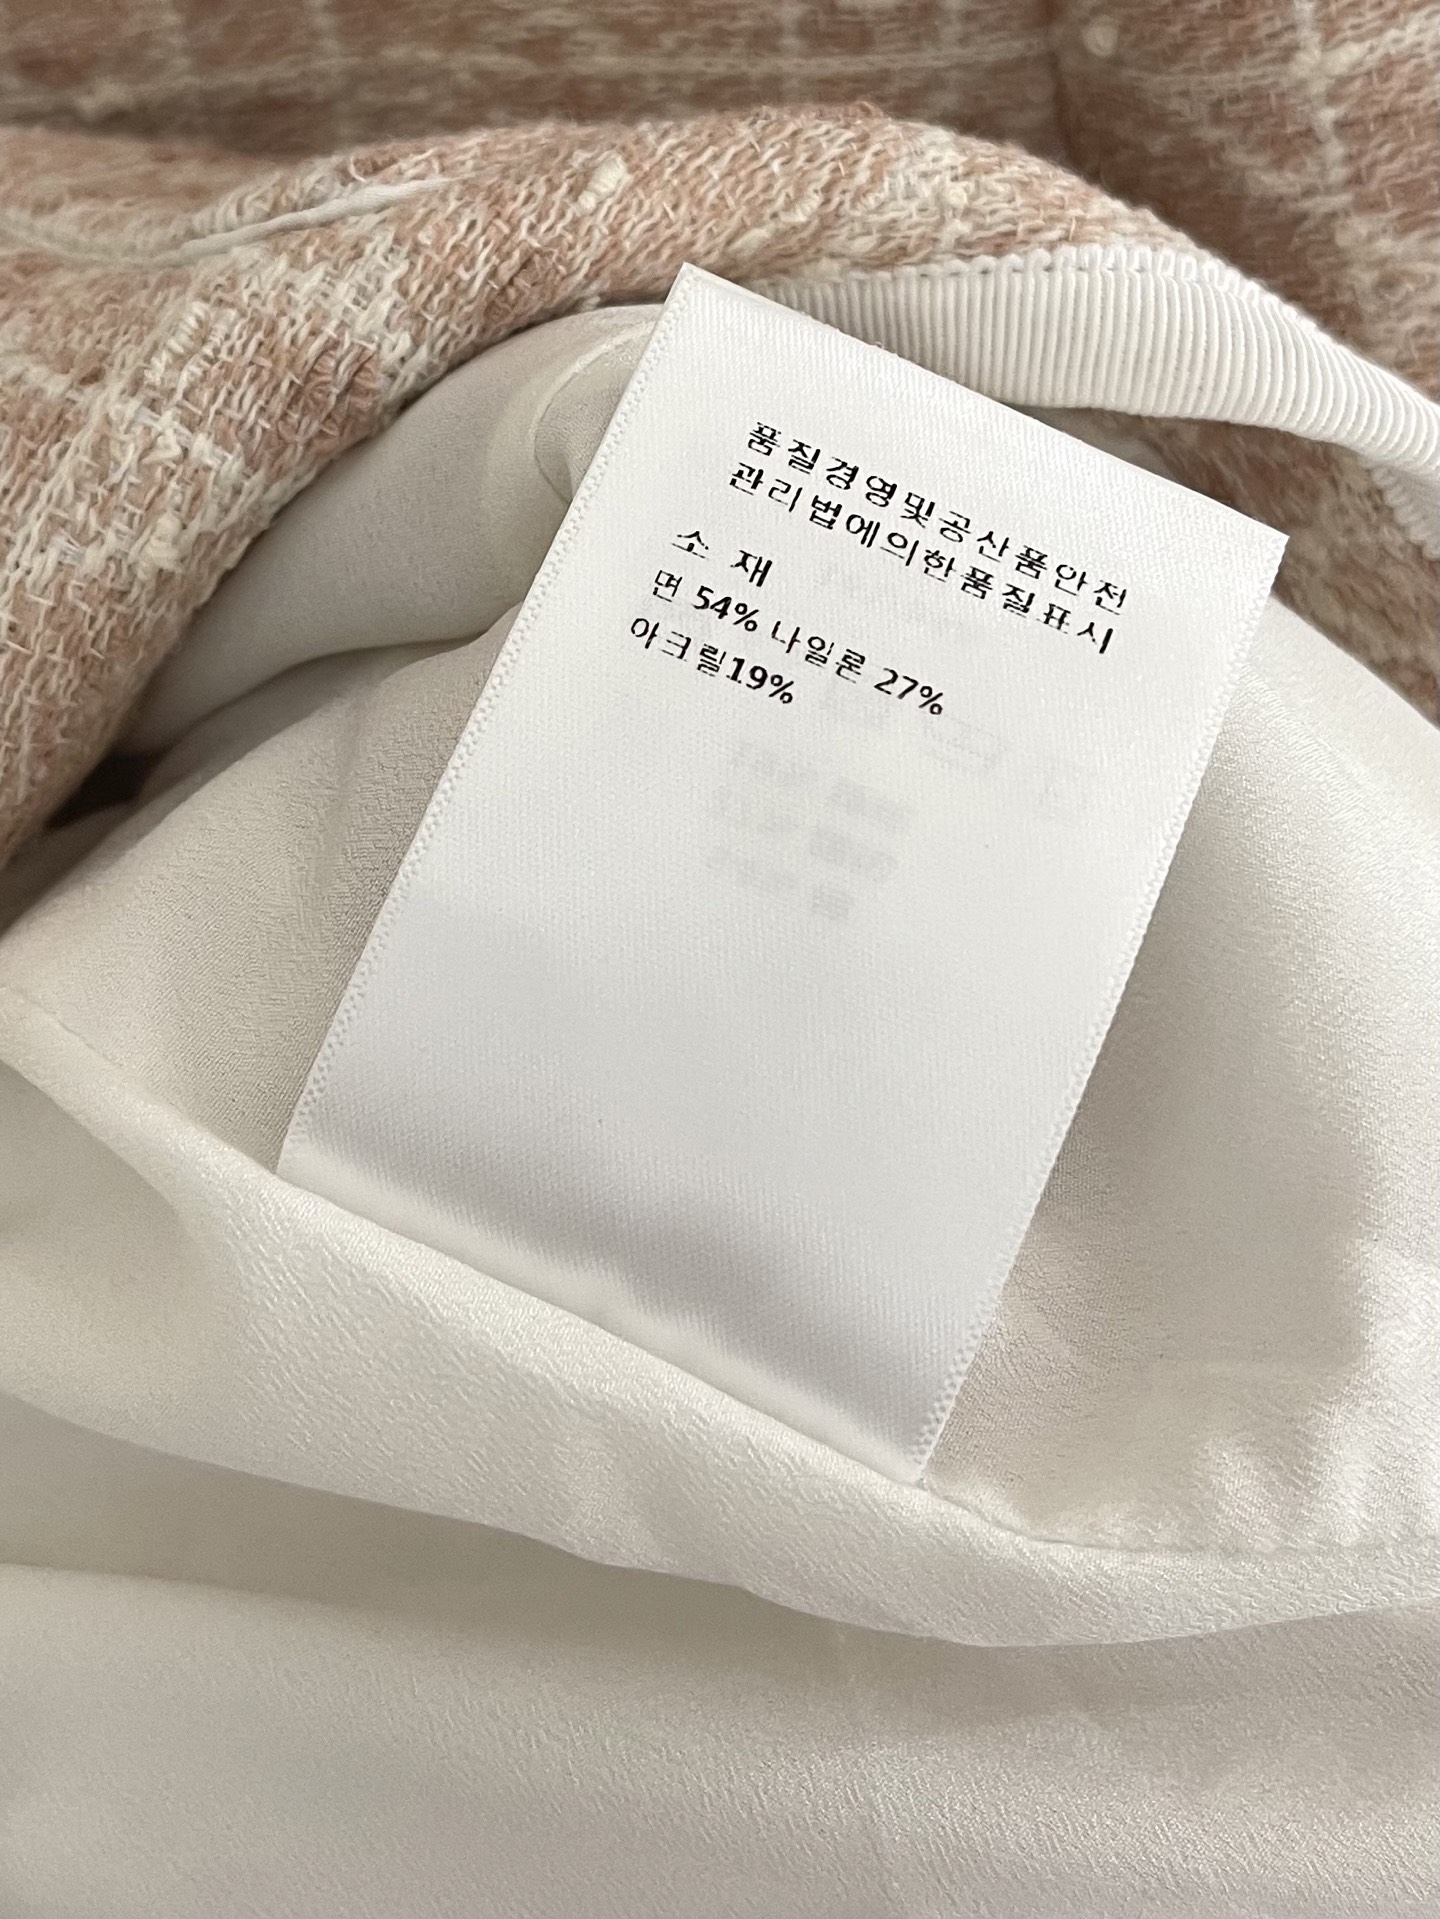 품질경영및공산품안전
관리법에의한품질표시
소 재
면 54% 나일론 27%
아크릴19%